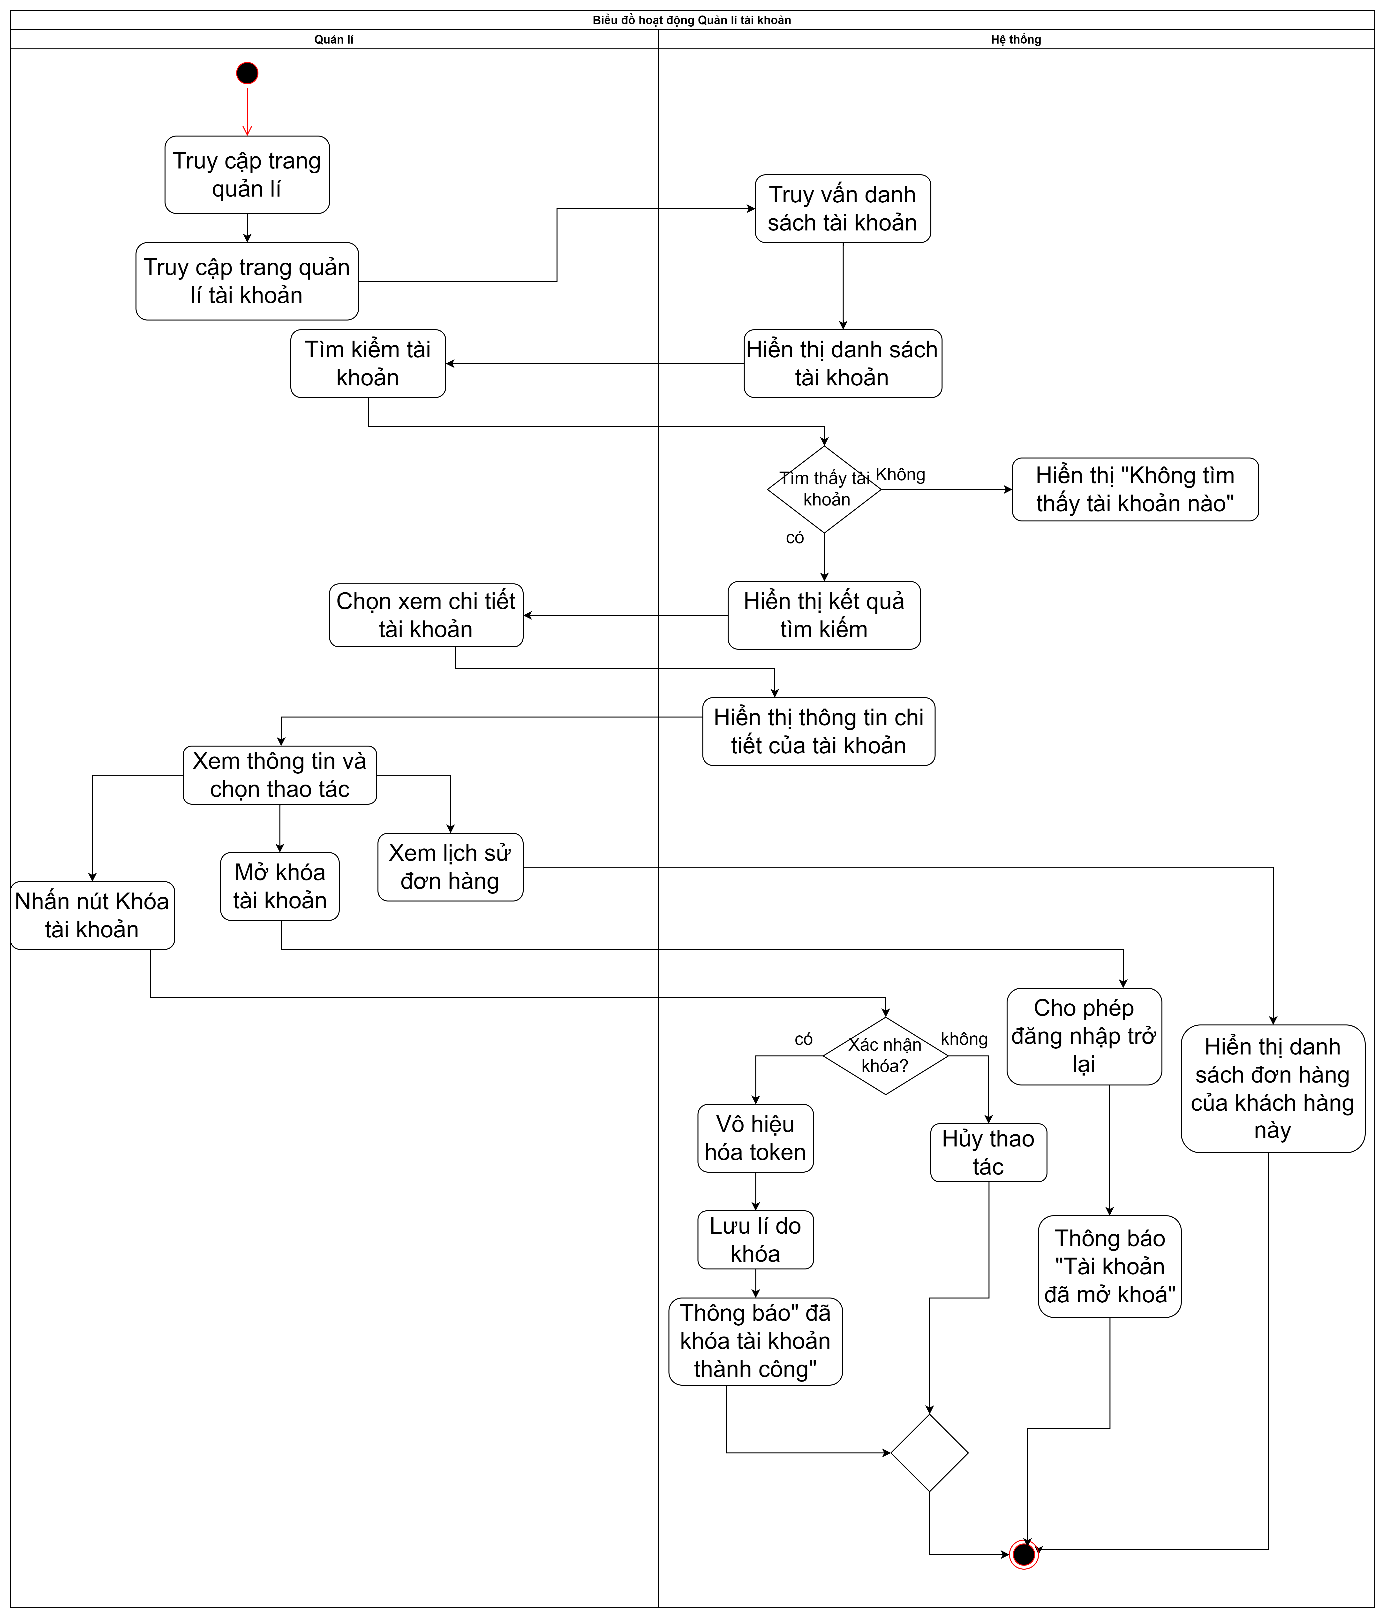 Biểu đồ hoạt động Quản lí tài khoản
Quản lí
Hệ thống
Truy cập trang
quản lí
Truy vấn danh
sách tài khoản
Truy cập trang quản
lí tài khoản
Tìm kiểm tài
khoản
Hiển thị danh sách
tài khoản
Tìm thấy tài
khoản
Không
Hiển thị "Không tìm
thấy tài khoản nào"
có
Chọn xem chi tiết
tài khoản
Hiển thị kết quả
tìm kiếm
Hiển thị thông tin chi
tiết của tài khoản
Xem thông tin và
chọn thao tác
Xem lịch sử
đơn hàng
Mở khóa
tài khoản
Nhấn nút Khóa
tài khoản
Cho phép
đăng nhập trở
lại
có
Xác nhận
khóa?
không
Hiển thị danh
sách đơn hàng
của khách hàng
này
Vô hiệu
hóa token
Hủy thao
tác
Lưu lí do
khóa
Thông báo
"Tài khoản
đã mở khoá"
Thông báo" đã
khóa tài khoản
thành công"